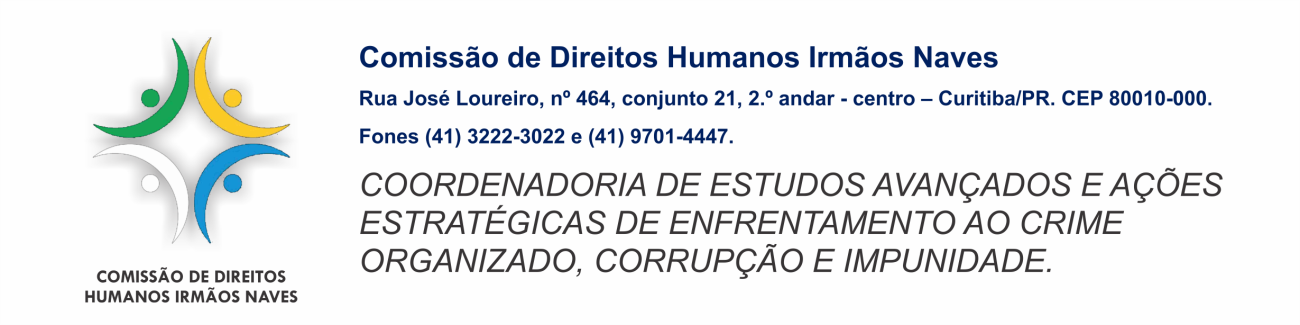 Comissão de Direitos Humanos Irmãos Naves
Rua José Loureiro, nº 464, conjunto 21, 2.º andar - centro – Curitiba/PR. CEP 80010-000.
Fones (41) 3222-3022 e (41) 9701-4447.
COORDENADORIA DE ESTUDOS AVANÇADOS E AÇÕES
ESTRATÉGICAS DE ENFRENTAMENTO AO CRIME
ORGANIZADO, CORRUPÇÃO E IMPUNIDADE.
COMISSÃO DE DIREITOS
HUMANOS IRMÃOS NAVES